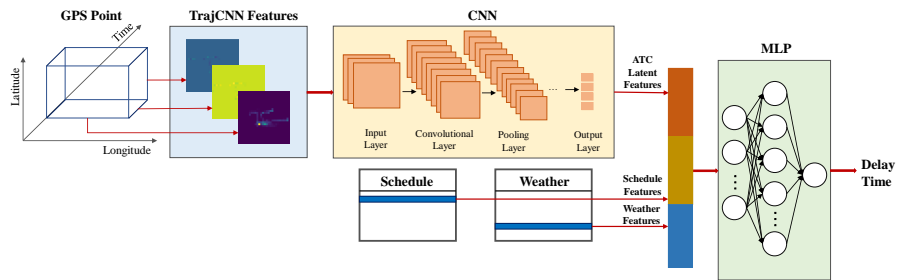 GPS Point
TrajCNN Features
CNN
Time
Latitude
Longitude
Input
Layer
Convolutional
Layer
Pooling
Layer
Output
Layer
ATC
Latent
Features
MLP
Schedule
Weather
Schedule
Features
Weather
Features
Delay
Time